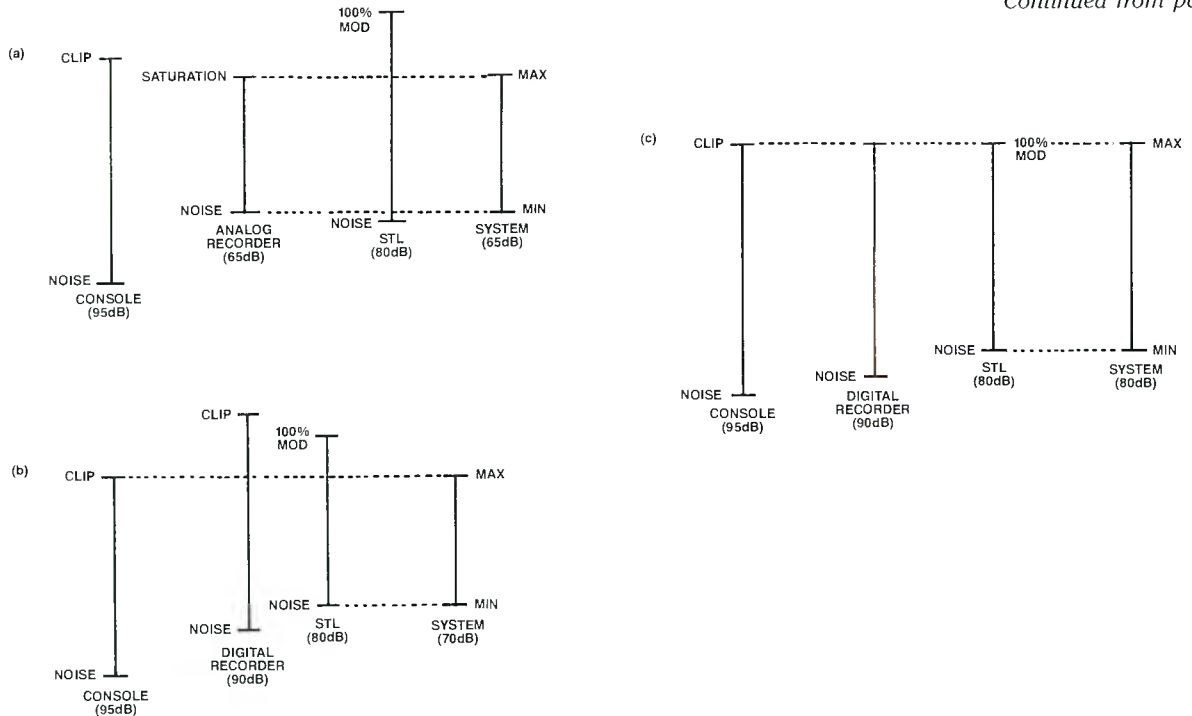 Continued from
(a)
100%
MOD
CLIP
SATURATION
MAX
NOISE
MIN
NOISE
ANALOG
RECORDER
(65dB)
STL
(80dB)
SYSTEM
(65dB)
NOISE
CONSOLE
(95dB)
(b)
CLIP
100%
MOD
CLIP
MAX
NOISE
MIN
NOISE
STL
(80dB)
SYSTEM
(70dB)
DIGITAL
RECORDER
(90dB)
NOISE
CONSOLE
(95dB)
(c)
CLIP
100%
MOD
MAX
NOISE
MIN
STL
(80dB)
SYSTEM
(80dB)
NOISE
DIGITAL
RECORDER
(90dB)
NOISE
CONSOLE
(95dB)